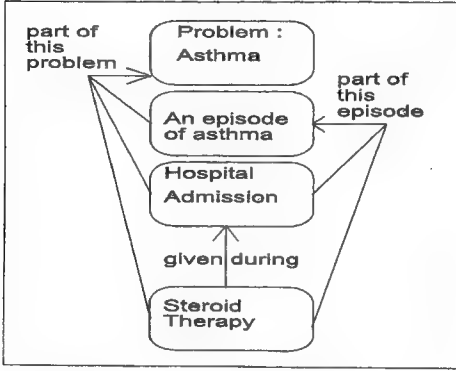 part of
this
problem
Problem :
Asthma
part of
this
episode
An episode
of asthma
Hospital
Admission
given during
Steroid
Therapy